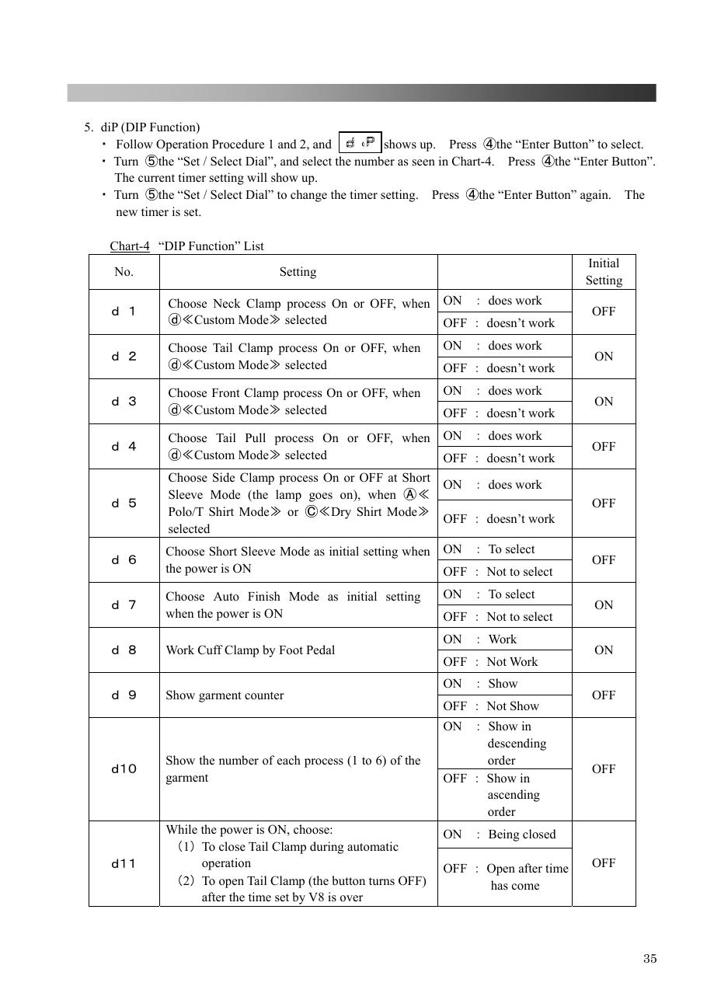 5. diP (DIP Function)
・ Follow Operation Procedure 1 and 2, and d iP shows up. Press ④the “Enter Button” to select.
・ Turn ⑤the “Set / Select Dial”, and select the number as seen in Chart-4. Press ④the “Enter Button”.
The current timer setting will show up.
・ Turn ⑤the “Set / Select Dial” to change the timer setting. Press ④the “Enter Button” again. The
new timer is set.
Chart-4 “DIP Function” List
No. Setting Initial
Setting
d 1
Choose Neck Clamp process On or OFF, when
ⓓ≪Custom Mode≫ selected
ON : does work
OFF : doesn’t work
OFF
d 2
Choose Tail Clamp process On or OFF, when
ⓓ≪Custom Mode≫ selected
ON : does work
OFF : doesn’t work
ON
d 3
Choose Front Clamp process On or OFF, when
ⓓ≪Custom Mode≫ selected
ON : does work
OFF : doesn’t work
ON
d 4
Choose Tail Pull process On or OFF, when
ⓓ≪Custom Mode≫ selected
ON : does work
OFF : doesn’t work
OFF
d 5
Choose Side Clamp process On or OFF at Short
Sleeve Mode (the lamp goes on), when Ⓐ≪
Polo/T Shirt Mode≫ or Ⓒ≪Dry Shirt Mode≫
selected
ON : does work
OFF : doesn’t work
OFF
d 6
Choose Short Sleeve Mode as initial setting when
the power is ON
ON : To select
OFF : Not to select
OFF
d 7
Choose Auto Finish Mode as initial setting
when the power is ON
ON : To select
OFF : Not to select
ON
d 8
Work Cuff Clamp by Foot Pedal
ON : Work
OFF : Not Work
ON
d 9
Show garment counter
ON : Show
OFF : Not Show
OFF
d10
Show the number of each process (1 to 6) of the
garment
ON : Show in
descending
order
OFF : Show in
ascending
order
OFF
d11
While the power is ON, choose:
（1）To close Tail Clamp during automatic
operation
（2）To open Tail Clamp (the button turns OFF)
after the time set by V8 is over
ON : Being closed
OFF : Open after time
has come
OFF
35